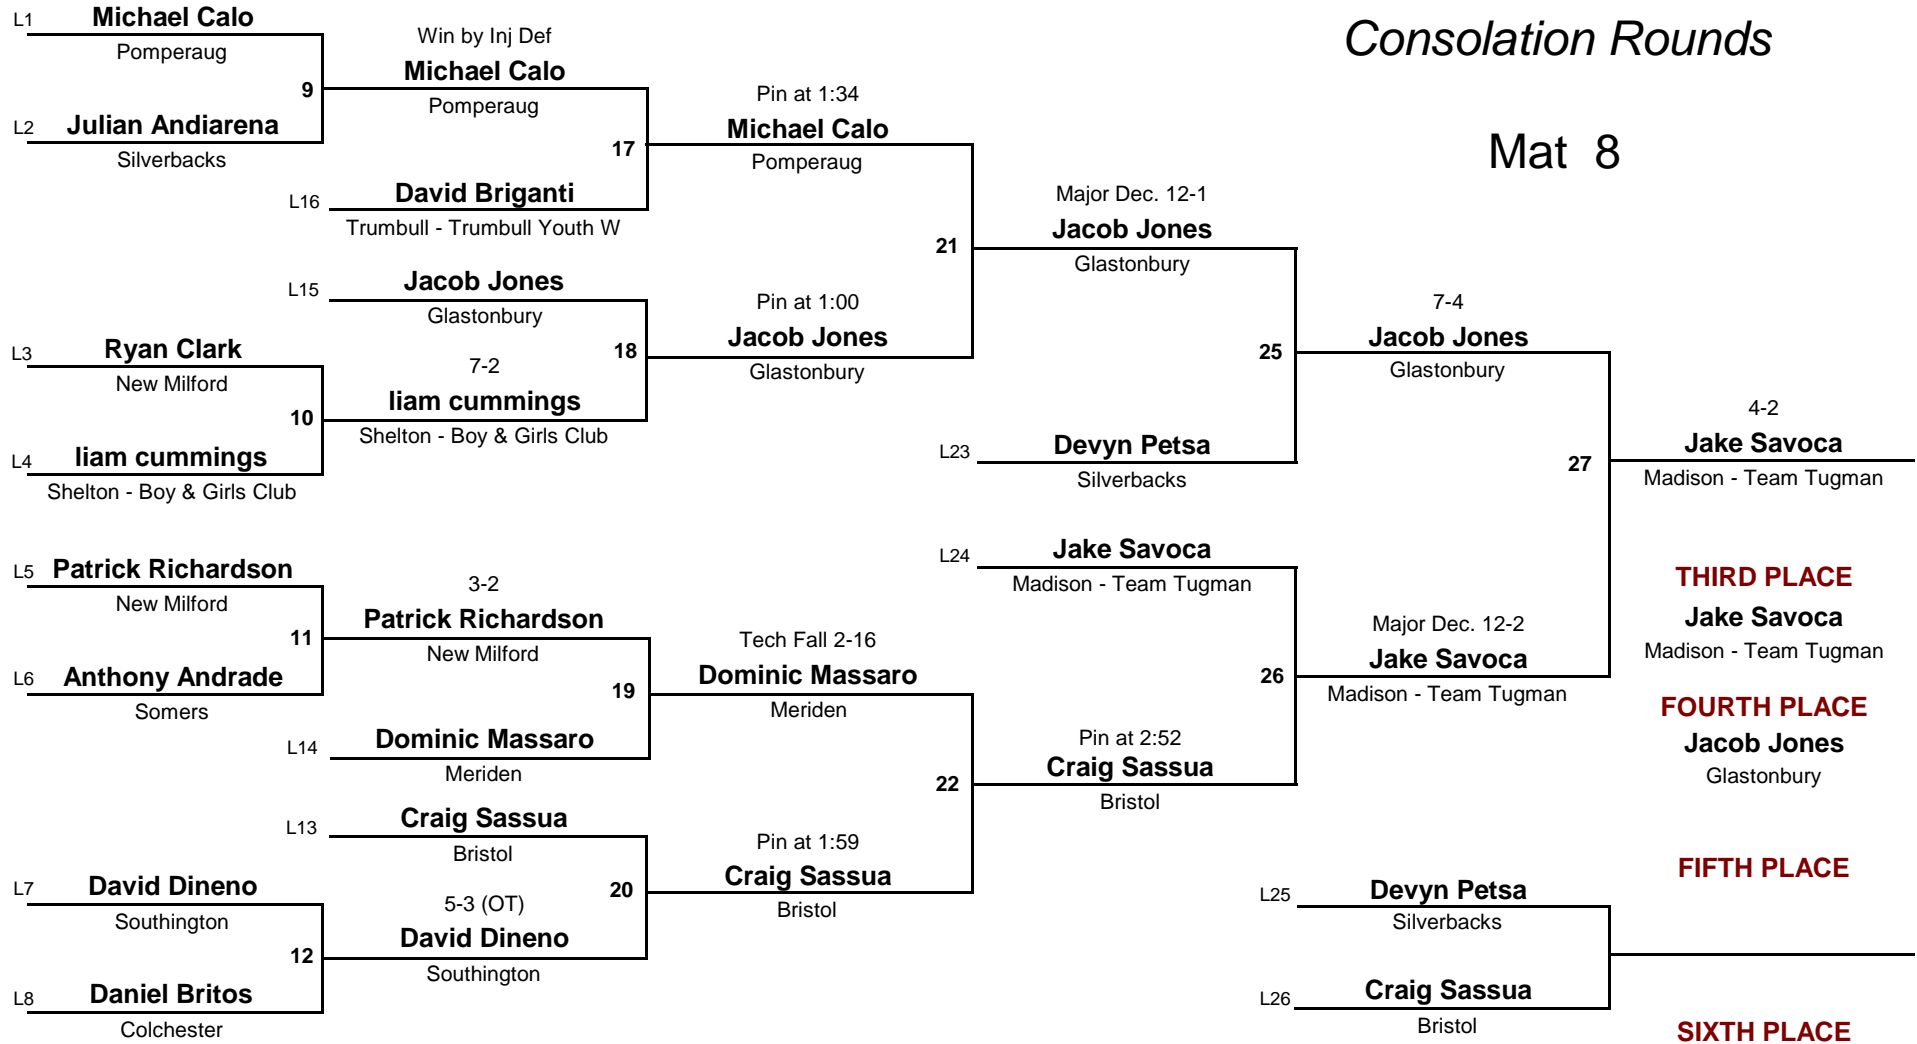 Consolation Rounds
Mat 8
L1 Michael Calo
Pomperaug
9
L2 Julian Andiarena
Silverbacks
L3 Ryan Clark
New Milford
10
L4 liam cummings
Shelton - Boy & Girls Club
L5 Patrick Richardson
New Milford
11
L6 Anthony Andrade
Somers
L7 David Dineno
Southington
12
L8 Daniel Britos
Colchester
Win by Inj Def
Michael Calo
Pomperaug
17
L16 David Briganti
Trumbull - Trumbull Youth W
L15 Jacob Jones
Glastonbury
18
7-2
liam cummings
Shelton - Boy & Girls Club
3-2
Patrick Richardson
New Milford
19
L14 Dominic Massaro
Meriden
L13 Craig Sassua
Bristol
20
5-3 (OT)
David Dineno
Southington
Pin at 1:34
Michael Calo
Pomperaug
21
Pin at 1:00
Jacob Jones
Glastonbury
Tech Fall 2-16
Dominic Massaro
Meriden
22
Pin at 1:59
Craig Sassua
Bristol
Major Dec. 12-1
Jacob Jones
Glastonbury
25
L23 Devyn Petsa
Silverbacks
L24 Jake Savoca
Madison - Team Tugman
26
Pin at 2:52
Craig Sassua
Bristol
7-4
Jacob Jones
Glastonbury
27
Major Dec. 12-2
Jake Savoca
Madison - Team Tugman
L25 Devyn Petsa
Silverbacks
L26 Craig Sassua
Bristol
4-2
Jake Savoca
Madison - Team Tugman
THIRD PLACE
Jake Savoca
Madison - Team Tugman
FOURTH PLACE
Jacob Jones
Glastonbury
FIFTH PLACE
SIXTH PLACE